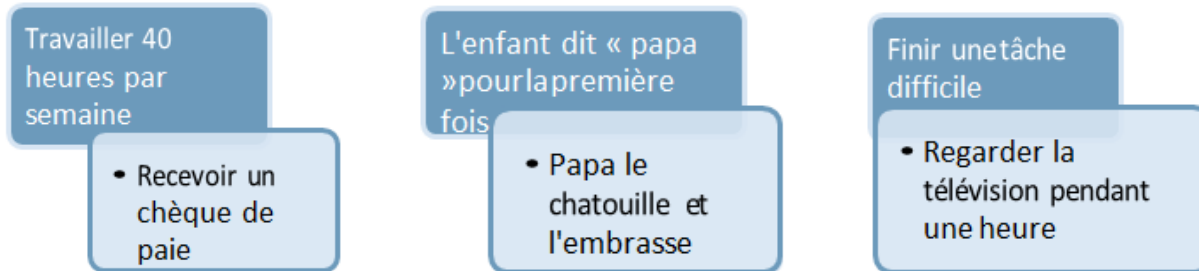 Travailler 40
heures par
semaine
• Recevoir un
chèque de
paie
L'enfant dit « papa
»pourlapremière
fois
• Papa le
chatouille et
l'embrasse
Finir unetâche
difficile
• Regarder la
télévision pendant
une heure